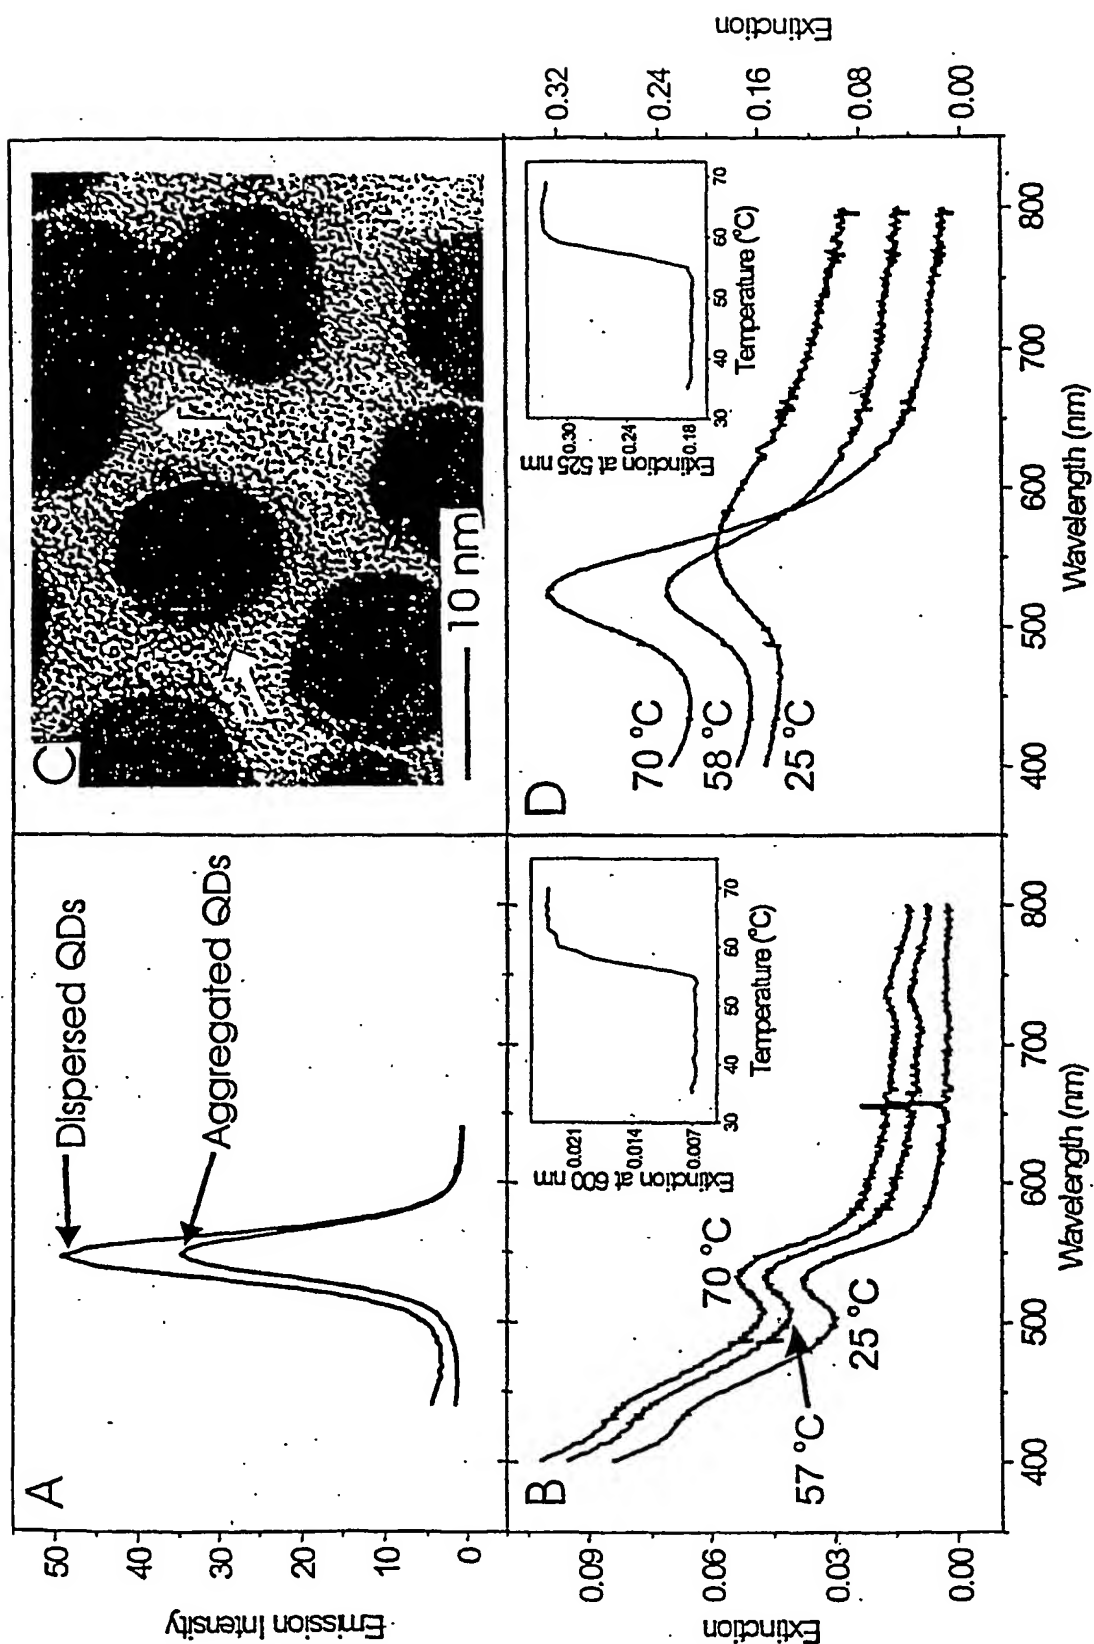 A
Dispersed QDs
Aggregated QDs
50
40
30
20
10
0
Emission Intensity
C
10 nm
B
70 °C
57 °C
25 °C
0.09
0.06
0.03
0.00
Extinction
400
500
600
700
800
Wavelength (nm)
Extinction at 600 nm
0.021
0.014
0.007
30
40
50
60
70
Temperature (°C)
D
70 °C
58 °C
25 °C
0.32
0.24
0.16
0.08
0.00
Extinction
400
500
600
700
800
Wavelength (nm)
Extinction at 525 nm
0.30
0.24
0.18
30
40
50
60
70
Temperature (°C)